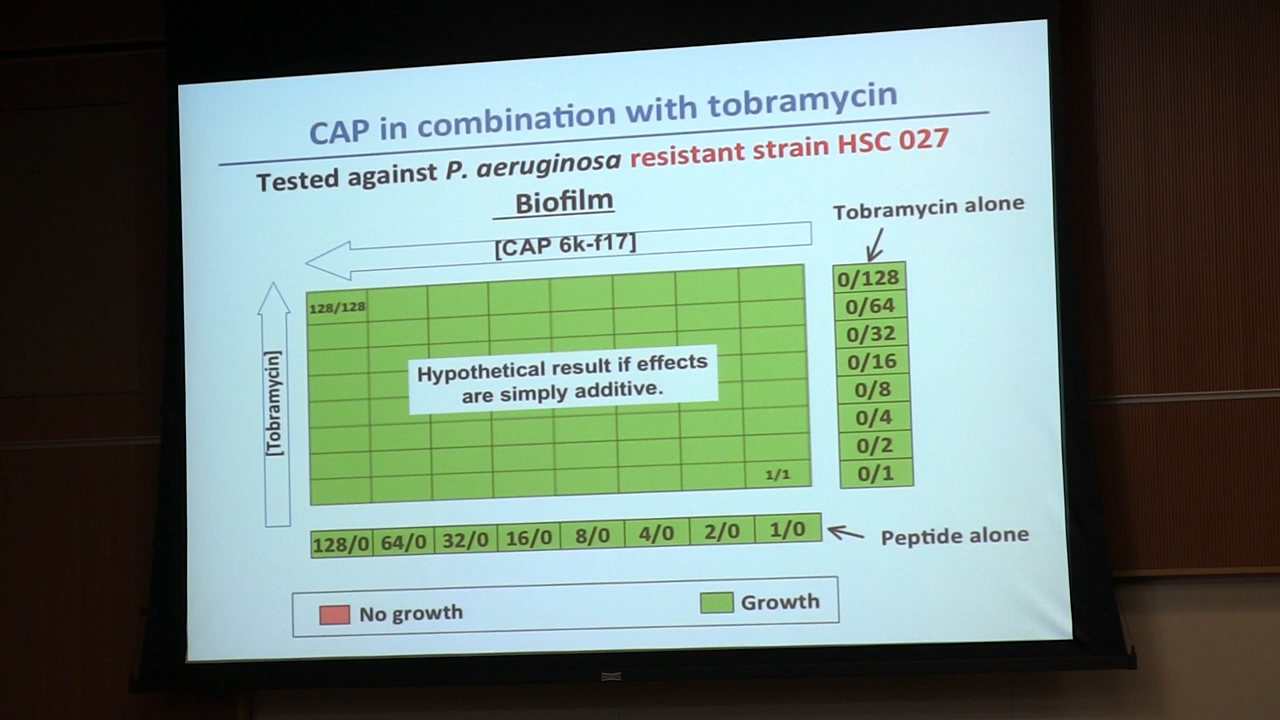 CAP in combination with tobramycin
Tested against P. aeruginosa resistant strain HSC 027
Biofilm
Tobramycin alone
[CAP 6k-f17]
[Tobramycin]
128/128
Hypothetical result if effects
are simply additive.
1/1
0/128
0/64
0/32
0/16
0/8
0/4
0/2
0/1
128/0 64/0 32/0 16/0 8/0 4/0 2/0 1/0
Peptide alone
No growth Growth